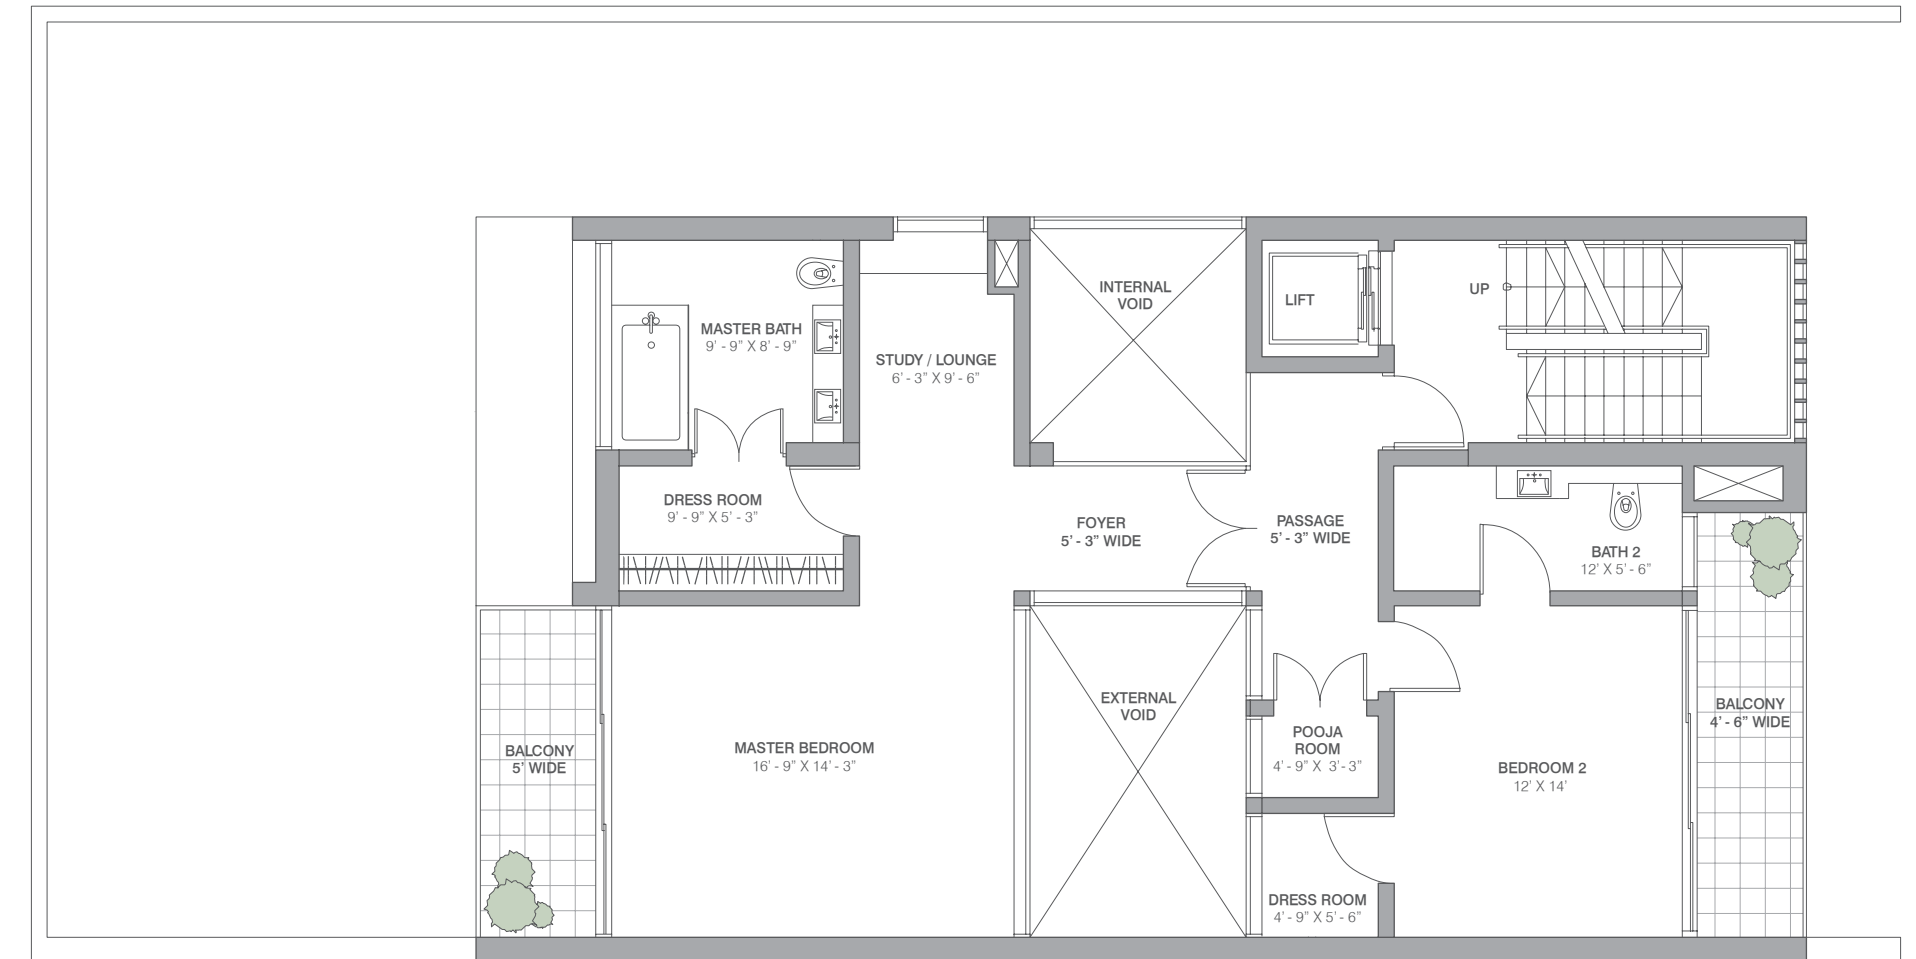 INTERNAL
VOID
LIFT
UP
MASTER BATH
9' - 9” X 8' - 9”
STUDY / LOUNGE
6' - 3” X 9' - 6”
DRESS ROOM
9' - 9” X 5' - 3”
FOYER
5' - 3” WIDE
PASSAGE
5' - 3” WIDE
BATH 2
12' X 5' - 6”
EXTERNAL
VOID
BALCONY
4' - 6” WIDE
POOJA
ROOM
4' - 9” X 3' - 3”
BALCONY
5' WIDE
MASTER BEDROOM
16' - 9” X 14' - 3”
BEDROOM 2
12' X 14'
DRESS ROOM
4' - 9” X 5' - 6”